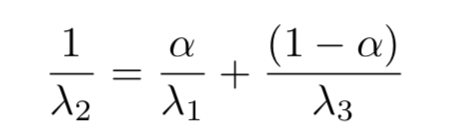 1/λ₂ = α/λ₁ + (1 − α)/λ₃